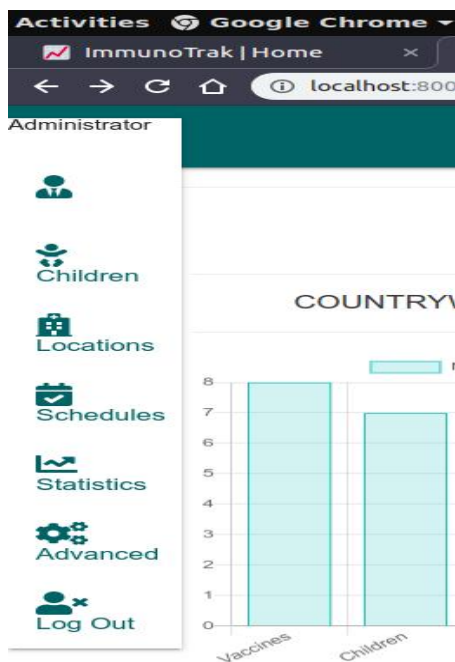 Activities Google Chrome
ImmunoTrak | Home
localhost:800
Administrator
Children
Locations
Schedules
Statistics
Advanced
Log Out
COUNTRYW
8
7
6
5
4
3
2
1
0
Vaccines
Children